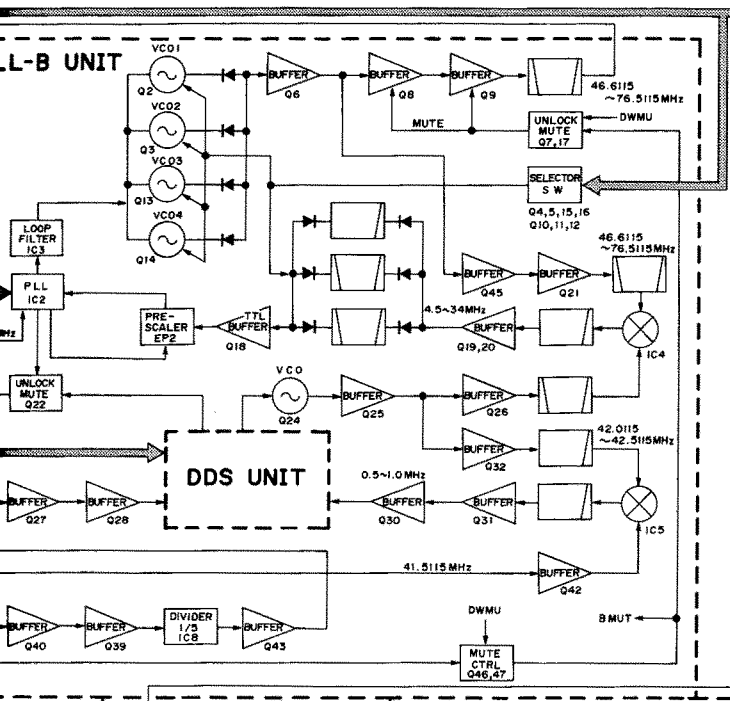 LL-B UNIT
VCO1
Q2
VCO2
Q3
VCO3
Q13
VCO4
Q14
BUFFER
Q6
BUFFER
Q8
BUFFER
Q9
46.6115
~76.5115MHz
MUTE
UNLOCK
MUTE
Q7,17
DWMU
SELECTOR
SW
Q4,5,15,16
Q10,11,12
LOOP
FILTER
IC3
PLL
IC2
PRE-
SCALER
EP2
TTL
BUFFER
Q18
4.5~34MHz
BUFFER
Q19,20
BUFFER
Q45
BUFFER
Q21
46.6115
~76.5115MHz
IC4
Hz
UNLOCK
MUTE
Q22
VCO
Q24
BUFFER
Q25
BUFFER
Q26
BUFFER
Q32
42.0115
~42.5115MHz
DDS UNIT
0.5~1.0MHz
BUFFER
Q30
BUFFER
Q31
IC5
BUFFER
Q27
BUFFER
Q28
41.5115MHz
BUFFER
Q42
BUFFER
Q40
BUFFER
Q39
DIVIDER
1/5
IC8
BUFFER
Q43
DWMU
MUTE
CTRL
Q46,47
BMUT